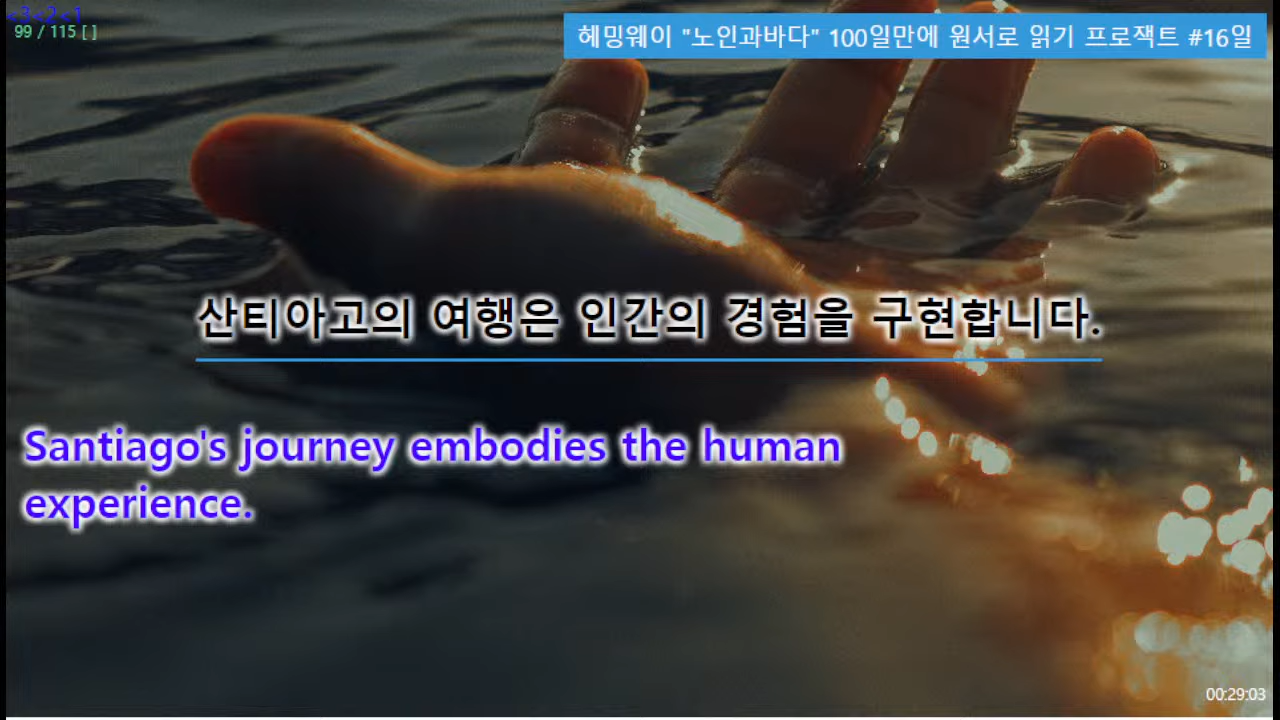 <3<2<1
99 / 115 [ ]
헤밍웨이 "노인과바다" 100일만에 원서로 읽기 프로잭트 #16일
산티아고의 여행은 인간의 경험을 구현합니다.
Santiago's journey embodies the human
experience.
00:29:03